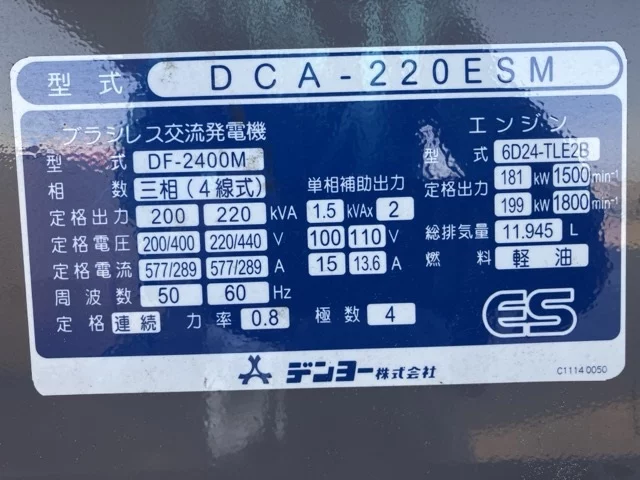 型式 DCA-220ESM
ブラシレス交流発電機
型式 DF-2400M
相数 三相(4線式)
定格出力 200 220 kVA
定格電圧 200/400 220/440 V
定格電流 577/289 577/289 A
周波数 50 60 Hz
定格 連続 力率 0.8 極数 4
単相補助出力
1.5 kVAx 2
100 110 V
15 13.6 A
エンジン
型式 6D24-TLE2B
定格出力 181 kW 1500 min-1
199 kW 1800 min-1
総排気量 11.945 L
燃料 軽油
ES
デンヨー株式会社
C1114 0050